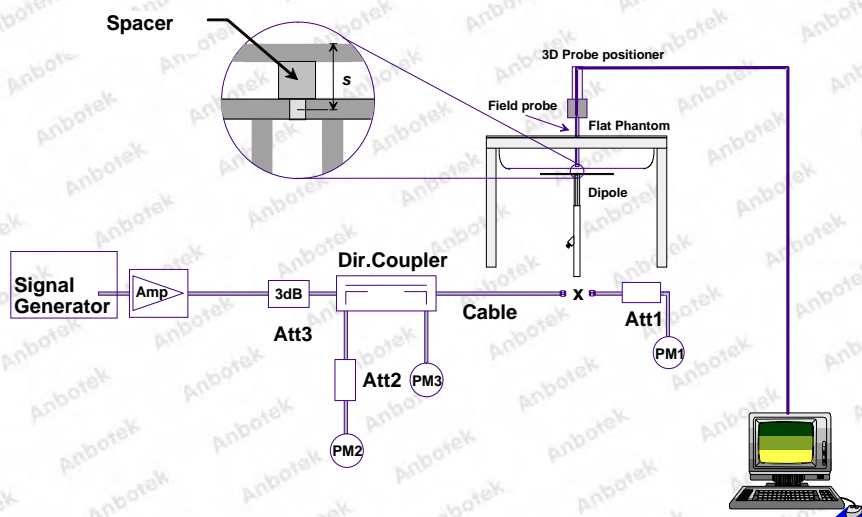 Spacer
s
3D Probe positioner
Field probe
Flat Phantom
Dipole
Signal
Generator
Amp
3dB
Att3
Dir.Coupler
Cable
x
Att1
PM1
Att2
PM3
PM2
Anbotek